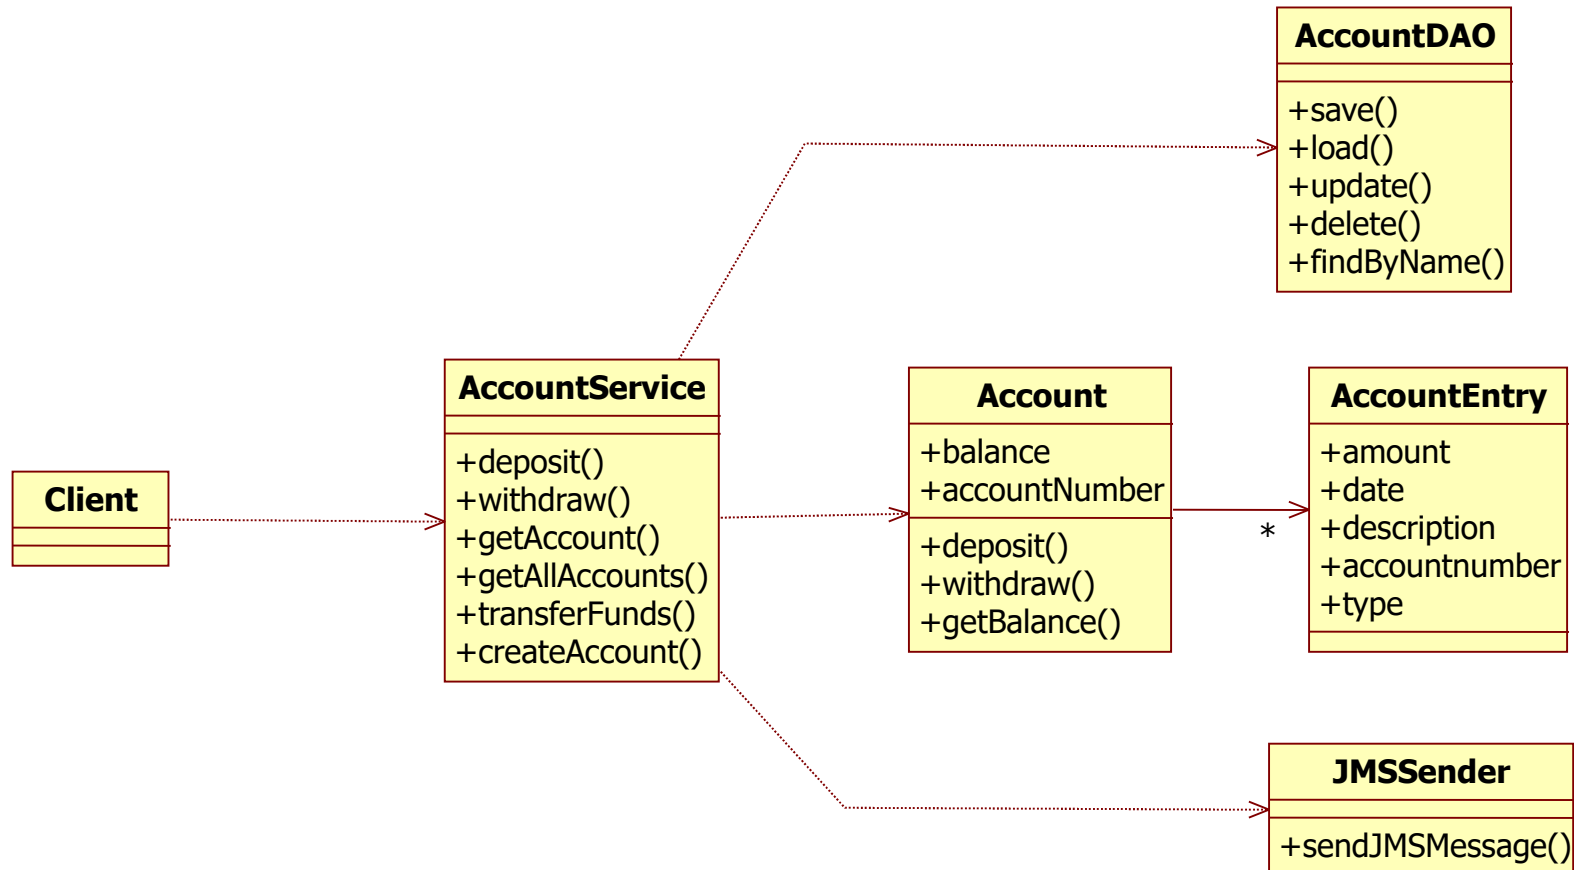 AccountDAO
+save()
+load()
+update()
+delete()
+findByName()
AccountService
+deposit()
+withdraw()
+getAccount()
+getAllAccounts()
+transferFunds()
+createAccount()
Account
+balance
+accountNumber
+deposit()
+withdraw()
+getBalance()
*
AccountEntry
+amount
+date
+description
+accountnumber
+type
Client
JMSSender
+sendJMSMessage()